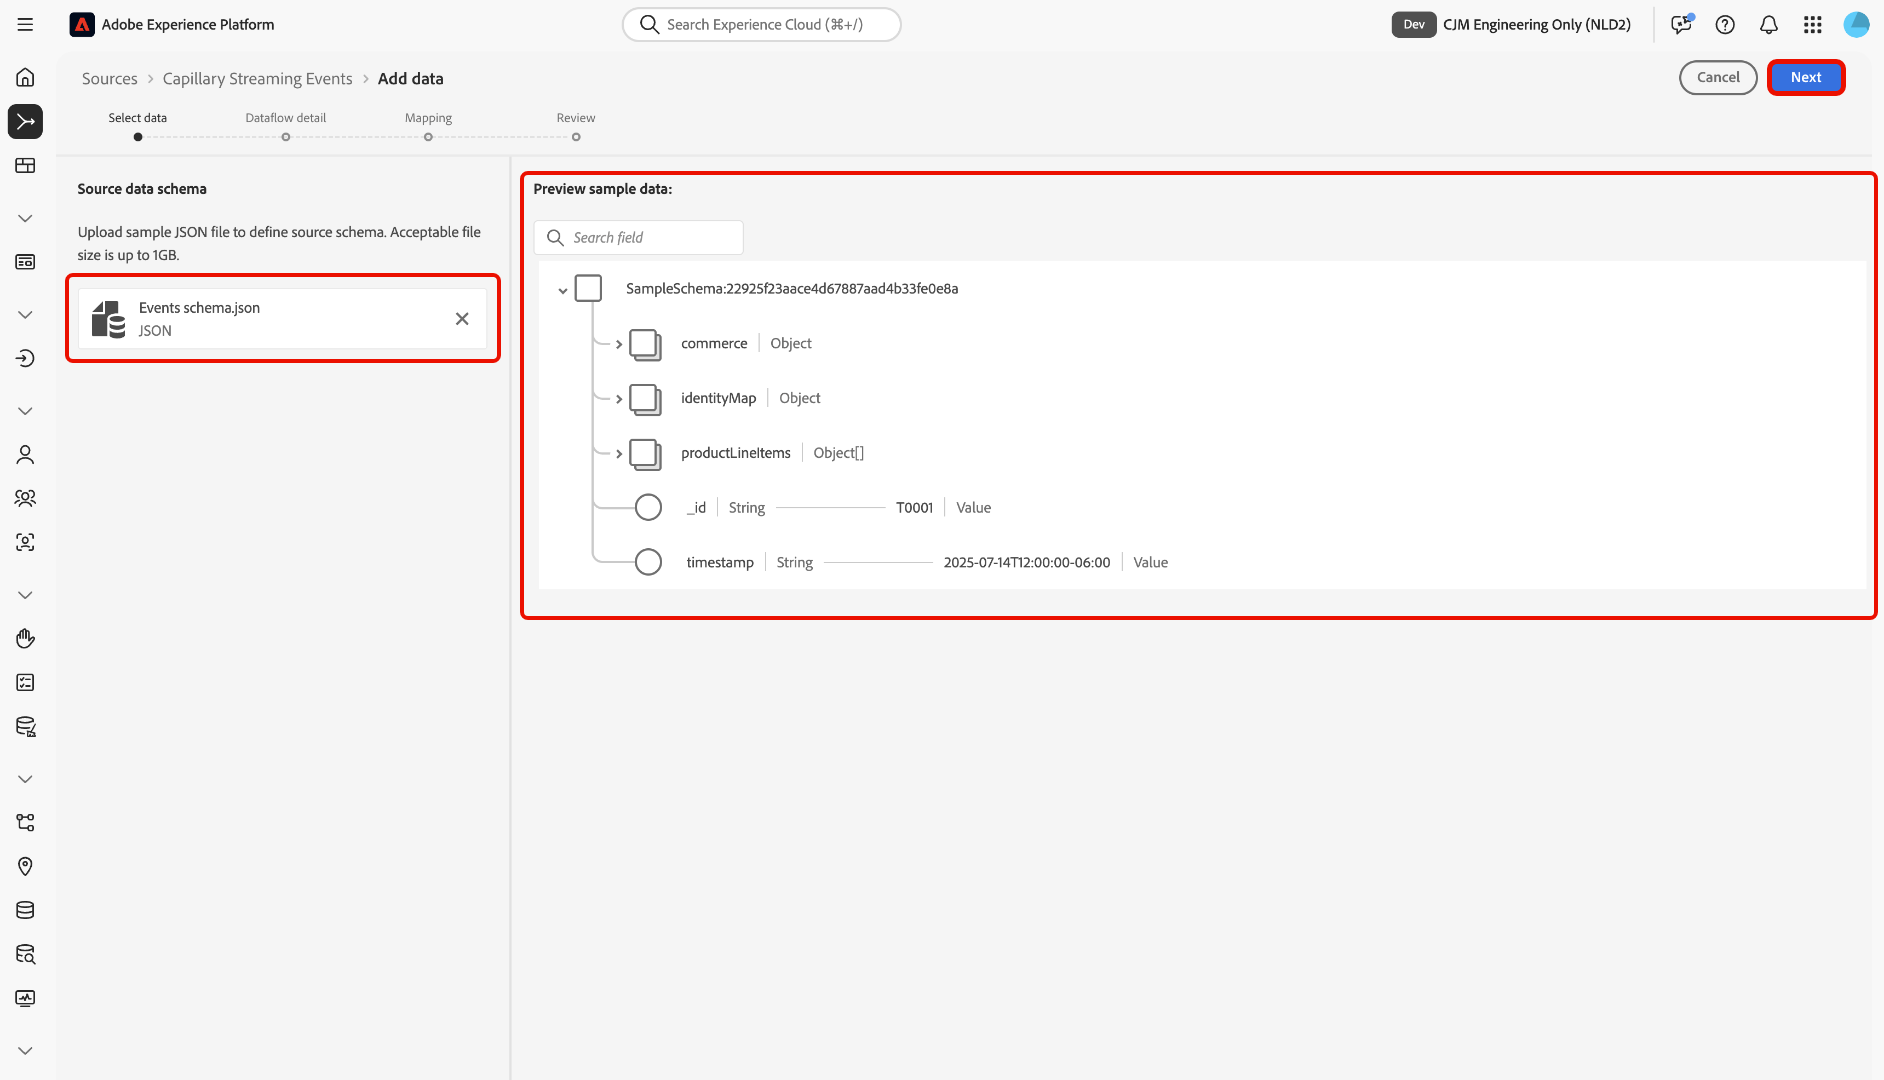 Adobe Experience Platform
Search Experience Cloud (⌘+/)
Dev CJM Engineering Only (NLD2)
Sources > Capillary Streaming Events > Add data
Cancel
Next
Select data
Dataflow detail
Mapping
Review
Source data schema
Upload sample JSON file to define source schema. Acceptable file
size is up to 1GB.
Events schema.json
JSON
Preview sample data:
Search field
SampleSchema:22925f23aace4d67887aad4b33fe0e8a
commerce | Object
identityMap | Object
productLineItems | Object[]
_id | String T0001 | Value
timestamp | String 2025-07-14T12:00:00-06:00 | Value